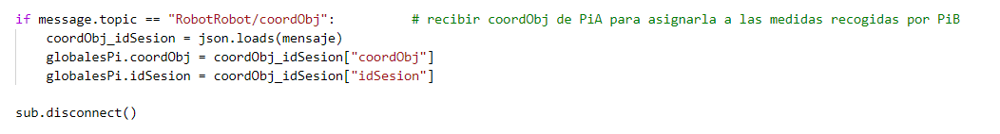 if message.topic == "RobotRobot/coordObj":          # recibir coordObj de PiA para asignarla a las medidas recogidas por PiB
    coordObj_idSesion = json.loads(mensaje)
    globalesPi.coordObj = coordObj_idSesion["coordObj"]
    globalesPi.idSesion = coordObj_idSesion["idSesion"]
sub.disconnect()